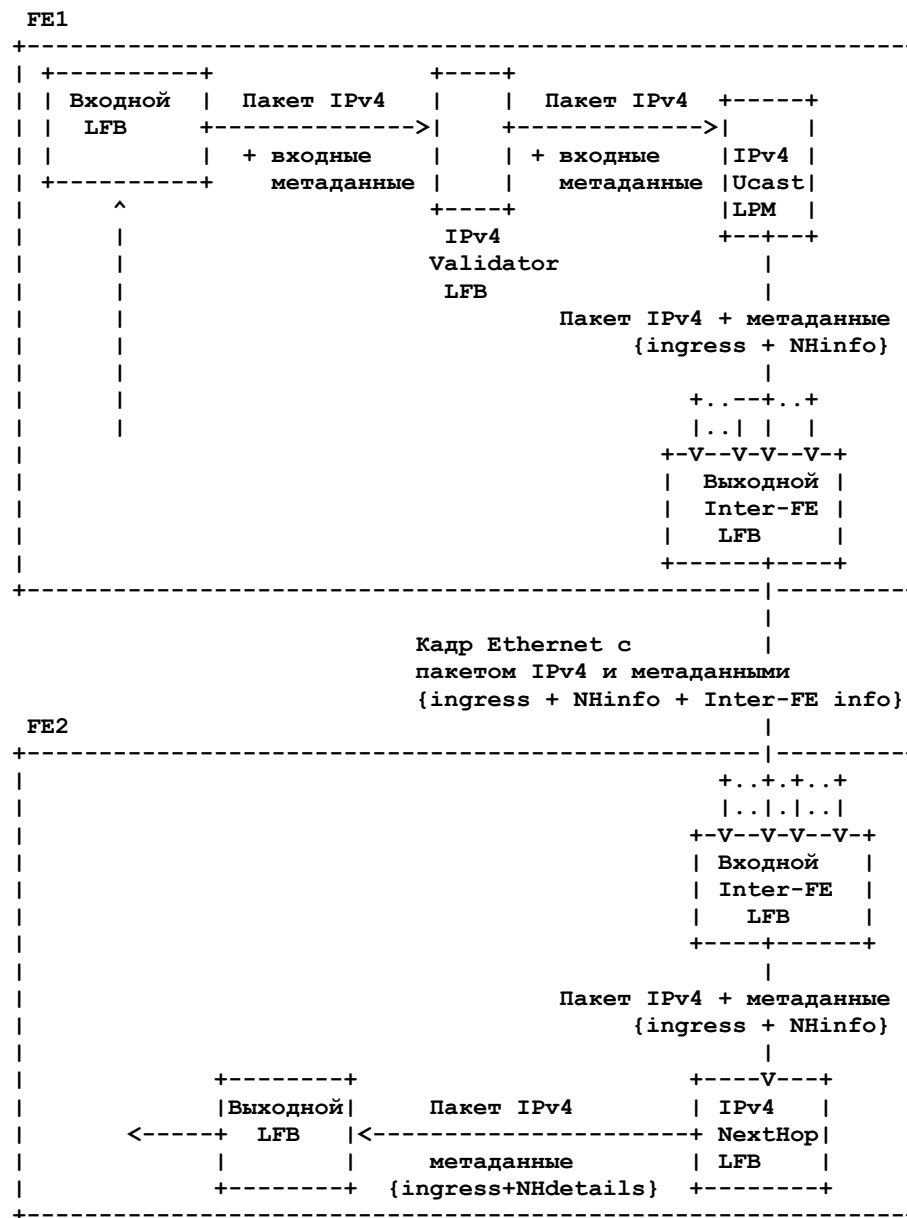 FE1
Входной Пакет IPv4 Пакет IPv4
LFB
+ входные + входные IPv4
метаданные метаданные Ucast
LPM
IPv4
Validator
LFB
Пакет IPv4 + метаданные
{ingress + NHinfo}
Выходной
Inter-FE
LFB
Кадр Ethernet с
пакетом IPv4 и метаданными
{ingress + NHinfo + Inter-FE info}
FE2
Входной
Inter-FE
LFB
Пакет IPv4 + метаданные
{ingress + NHinfo}
Выходной Пакет IPv4 IPv4
LFB NextHop
метаданные LFB
{ingress+NHdetails}